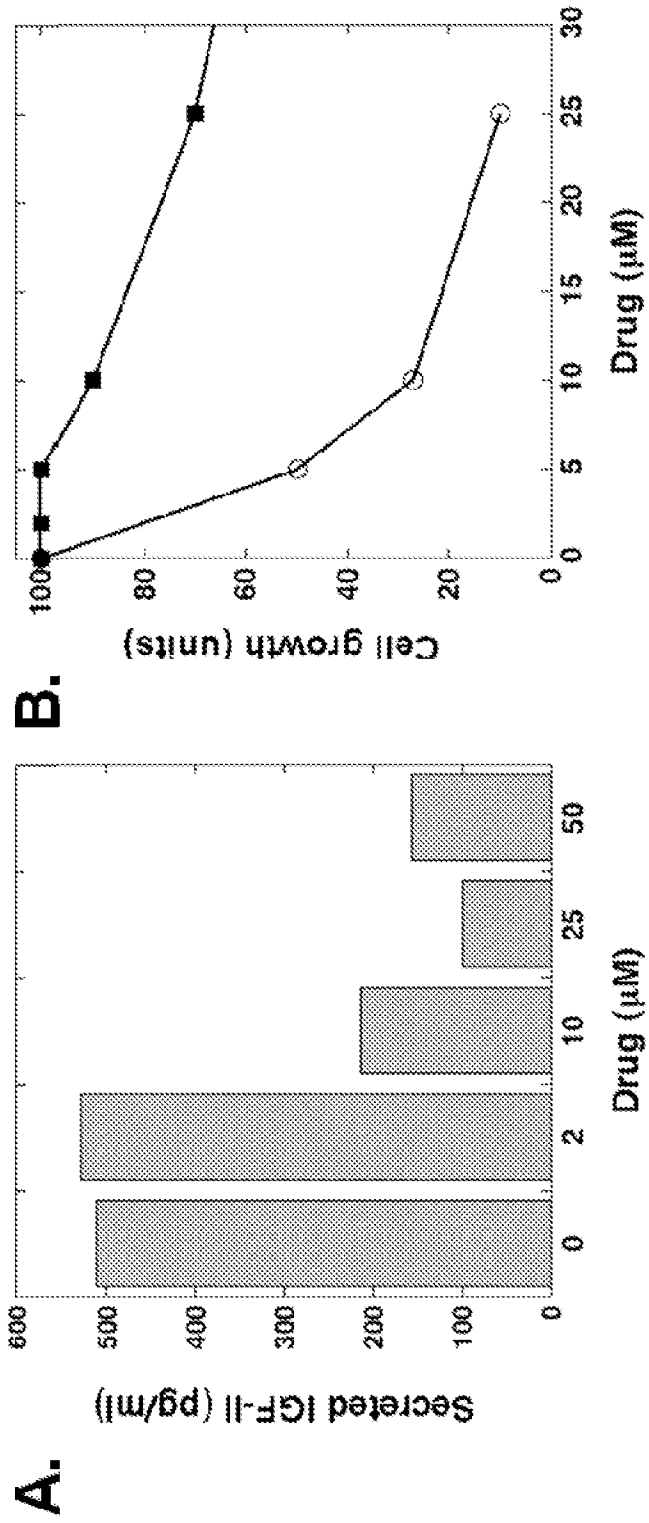 A.
Secreted IGF-II (pg/ml)
600
500
400
300
200
100
0
0 2 10 25 50
Drug (μM)
B.
Cell growth (units)
100
80
60
40
20
0
0 5 10 15 20 25 30
Drug (μM)